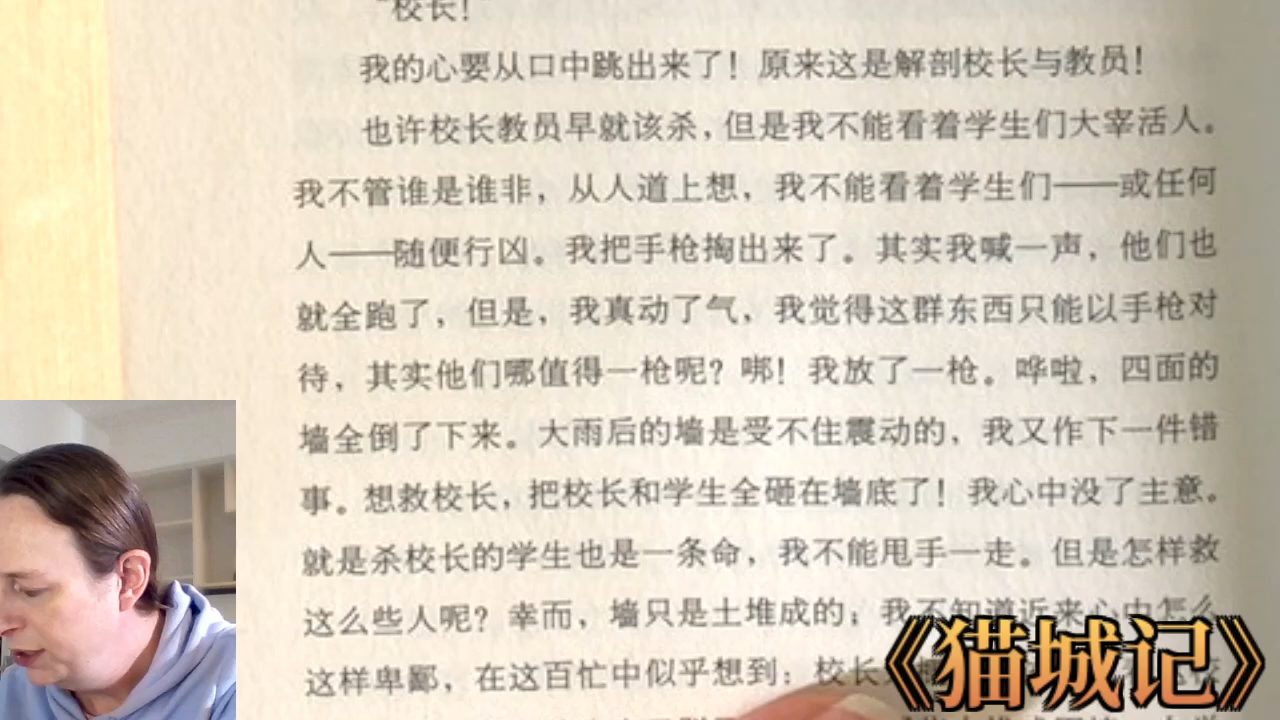 “校长！”
我的心要从口中跳出来了！原来这是解剖校长与教员！
也许校长教员早就该杀，但是我不能看着学生们大宰活人。
我不管谁是谁非，从人道上想，我不能看着学生们——或任何
人——随便行凶。我把手枪掏出来了。其实我喊一声，他们也
就全跑了，但是，我真动了气，我觉得这群东西只能以手枪对
待，其实他们哪值得一枪呢？嘭！我放了一枪。哗啦，四面的
墙全倒了下来。大雨后的墙是受不住震动的，我又作下一件错
事。想救校长，把校长和学生全砸在墙底了！我心中没了主意。
就是杀校长的学生也是一条命，我不能甩手一走。但是怎样救
这么些人呢？幸而，墙只是土堆成的；我不知道近来心中怎么
这样卑鄙，在这百忙中似乎想到：校长
《猫城记》